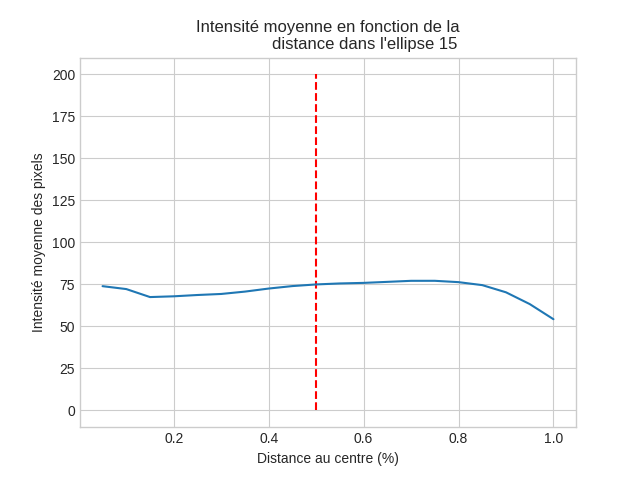 Intensité moyenne en fonction de la
distance dans l'ellipse 15
Intensité moyenne des pixels
200
175
150
125
100
75
50
25
0
0.2 0.4 0.6 0.8 1.0
Distance au centre (%)